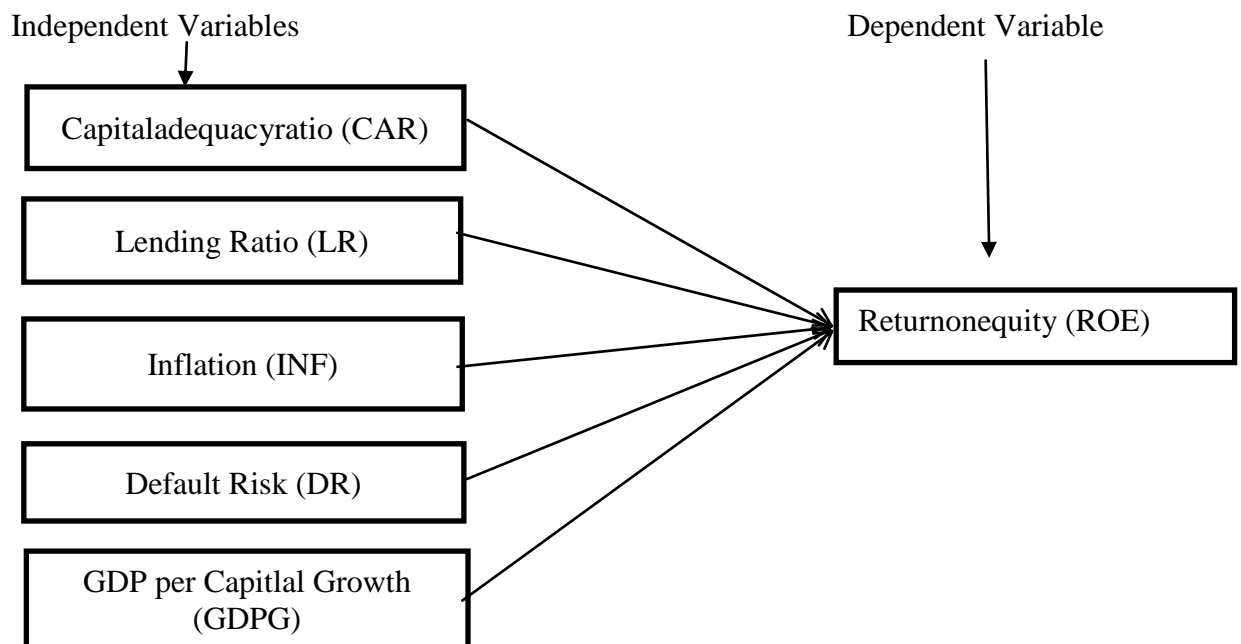 Independent Variables
Dependent Variable
Capitaladequacyratio (CAR)
Lending Ratio (LR)
Returnonequity (ROE)
Inflation (INF)
Default Risk (DR)
GDP per Capitlal Growth
(GDPG)